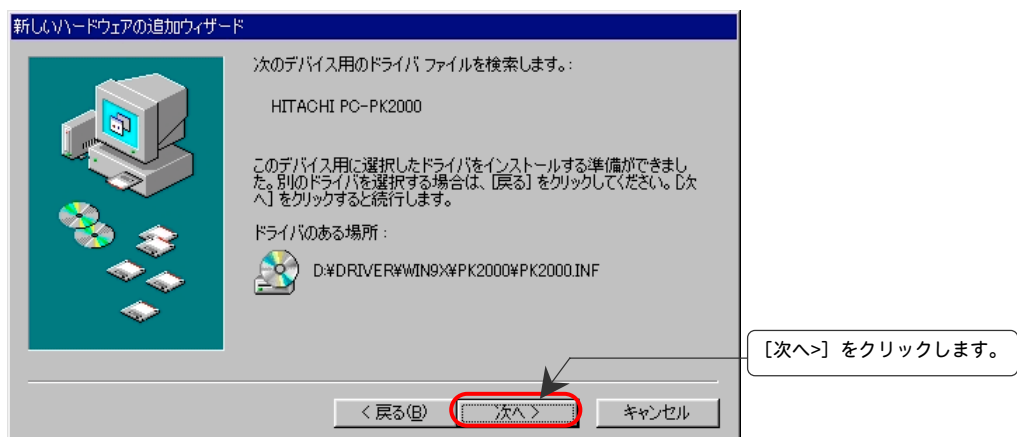 新しいハードウェアの追加ウィザード
次のデバイス用のドライバ ファイルを検索します。:
HITACHI PC-PK2000
このデバイス用に選択したドライバをインストールする準備ができまし
た。別のドライバを選択する場合は、[戻る] をクリックしてください。[次
へ] をクリックすると続行します。
ドライバのある場所 :
D:¥DRIVER¥WIN9X¥PK2000¥PK2000.INF
[次へ>] をクリックします。
< 戻る(B)
次へ >
キャンセル